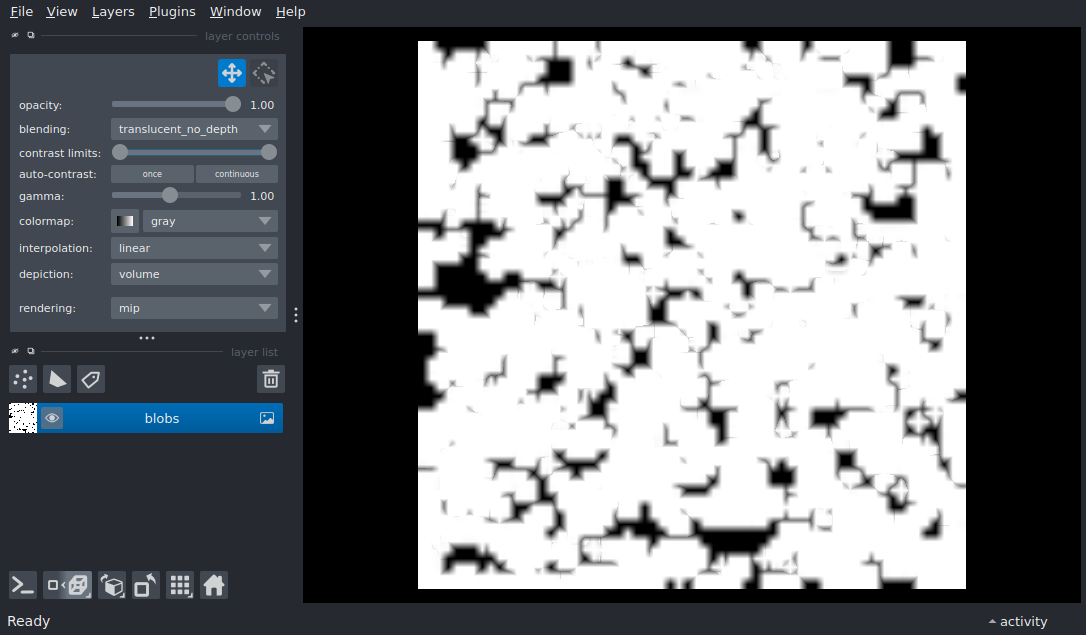 File View Layers Plugins Window Help
layer controls
opacity: 1.00
blending: translucent_no_depth
contrast limits:
auto-contrast: once continuous
gamma: 1.00
colormap: gray
interpolation: linear
depiction: volume
rendering: mip
layer list
blobs
Ready
activity